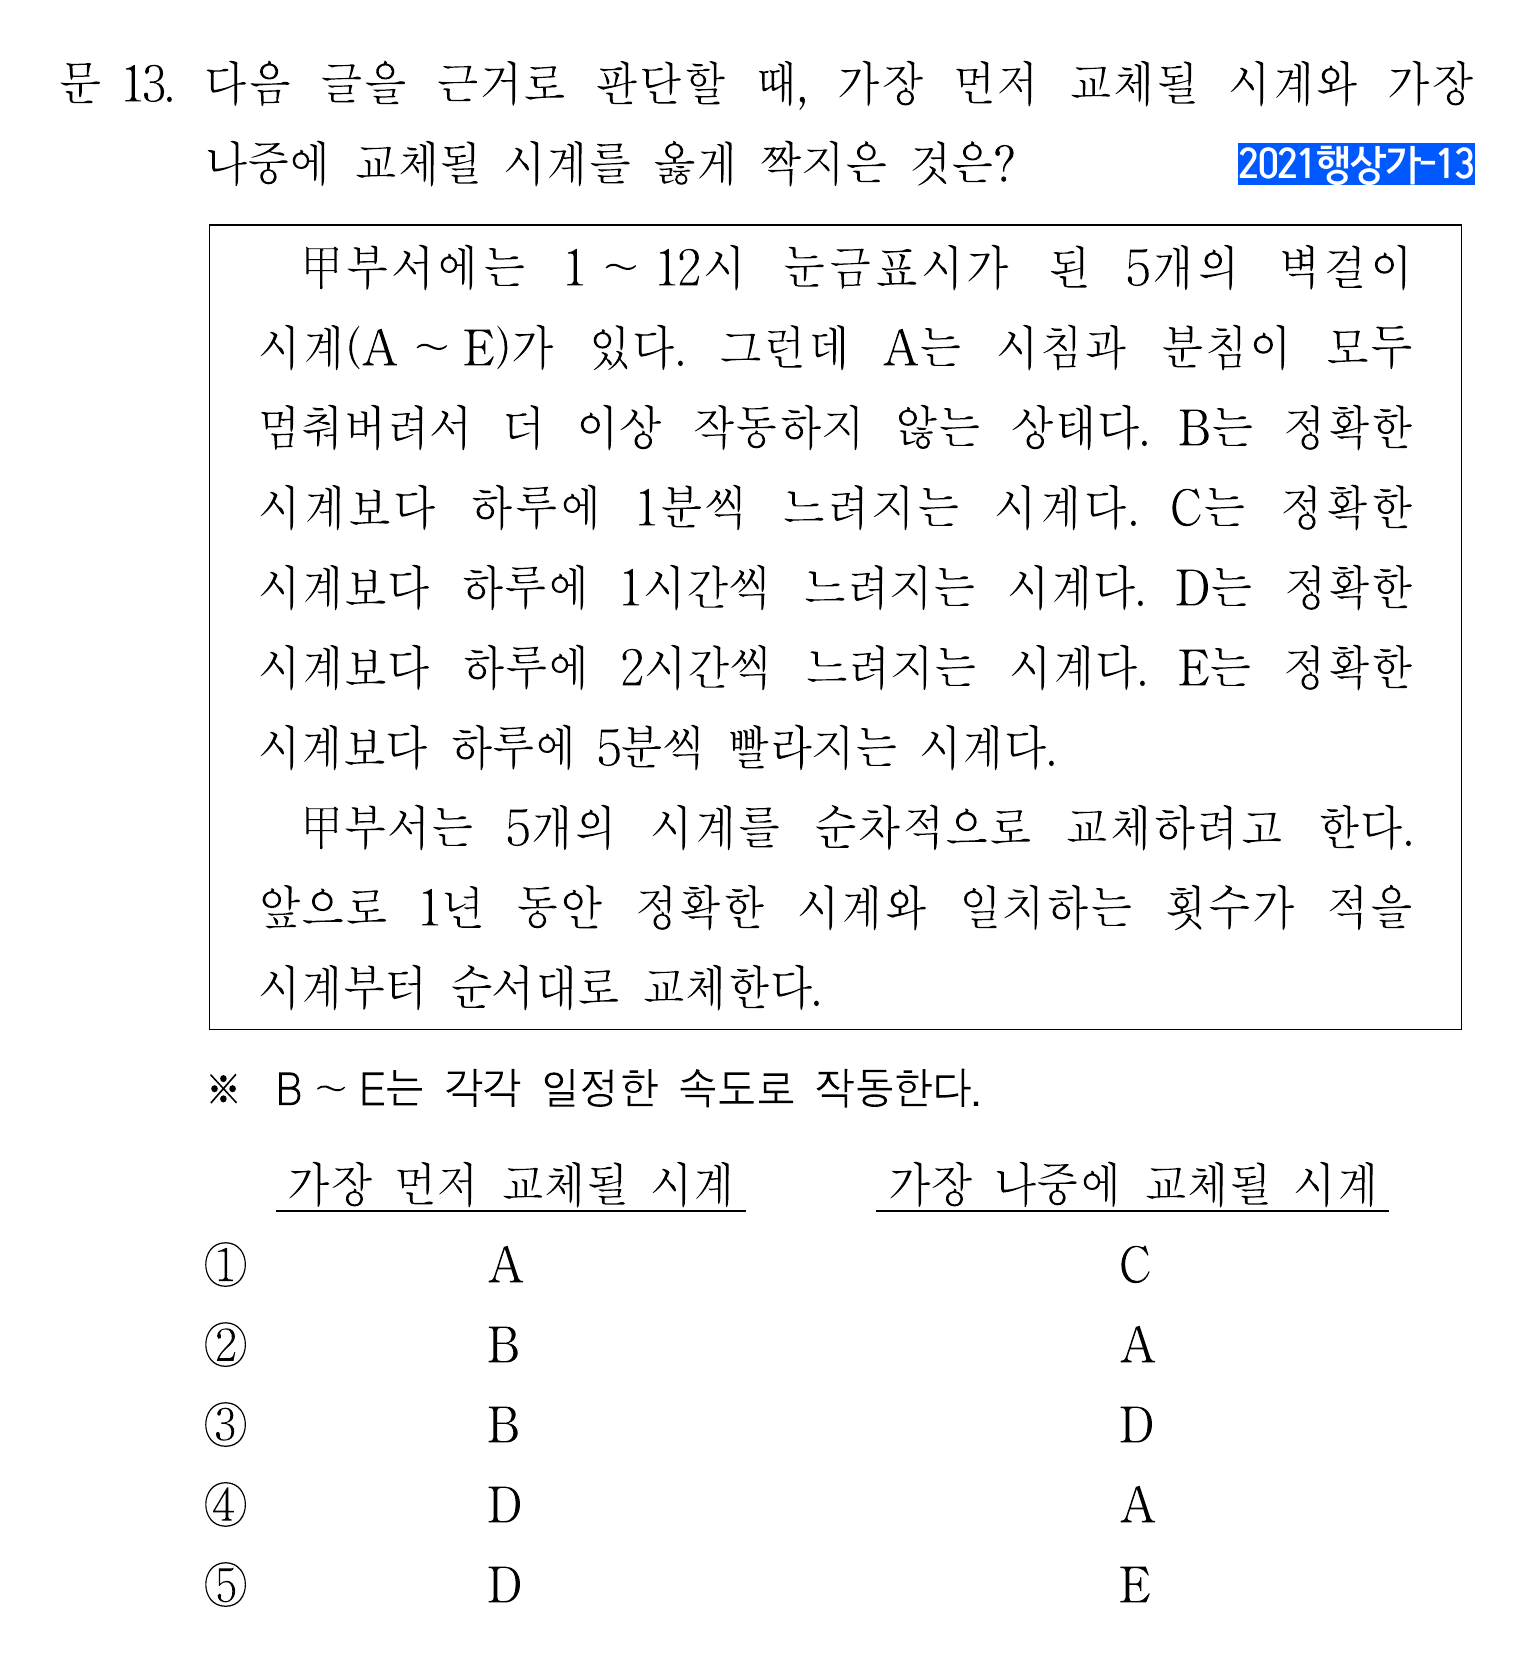 문 13. 다음 글을 근거로 판단할 때, 가장 먼저 교체될 시계와 가장
나중에 교체될 시계를 옳게 짝지은 것은?
2021행상가-13
甲부서에는 1 ~ 12시 눈금표시가 된 5개의 벽걸이
시계(A ~ E)가 있다. 그런데 A는 시침과 분침이 모두
멈춰버려서 더 이상 작동하지 않는 상태다. B는 정확한
시계보다 하루에 1분씩 느려지는 시계다. C는 정확한
시계보다 하루에 1시간씩 느려지는 시계다. D는 정확한
시계보다 하루에 2시간씩 느려지는 시계다. E는 정확한
시계보다 하루에 5분씩 빨라지는 시계다.
甲부서는 5개의 시계를 순차적으로 교체하려고 한다.
앞으로 1년 동안 정확한 시계와 일치하는 횟수가 적을
시계부터 순서대로 교체한다.
※ B ~ E는 각각 일정한 속도로 작동한다.
가장 먼저 교체될 시계 가장 나중에 교체될 시계
① A C
② B A
③ B D
④ D A
⑤ D E